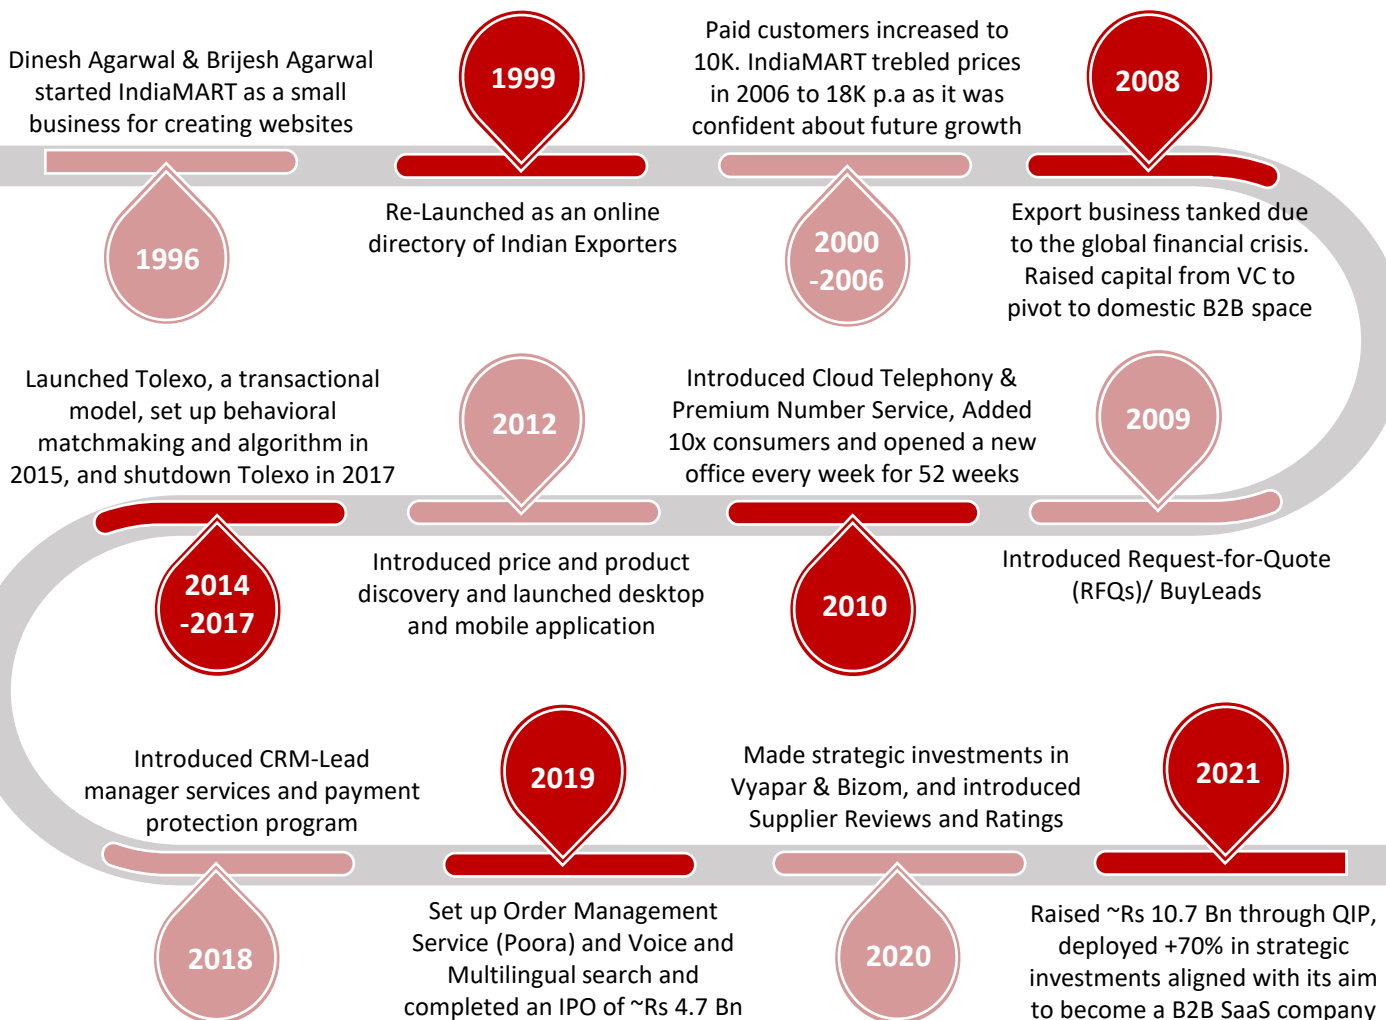 Dinesh Agarwal & Brijesh Agarwal
started IndiaMART as a small
business for creating websites
1996
1999
Re-Launched as an online
directory of Indian Exporters
Paid customers increased to
10K. IndiaMART trebled prices
in 2006 to 18K p.a as it was
confident about future growth
2000
-2006
2008
Export business tanked due
to the global financial crisis.
Raised capital from VC to
pivot to domestic B2B space
2009
Introduced Request-for-Quote
(RFQs)/ BuyLeads
Introduced Cloud Telephony &
Premium Number Service, Added
10x consumers and opened a new
office every week for 52 weeks
2010
2012
Introduced price and product
discovery and launched desktop
and mobile application
Launched Tolexo, a transactional
model, set up behavioral
matchmaking and algorithm in
2015, and shutdown Tolexo in 2017
2014
-2017
Introduced CRM-Lead
manager services and payment
protection program
2018
2019
Set up Order Management
Service (Poora) and Voice and
Multilingual search and
completed an IPO of ~Rs 4.7 Bn
Made strategic investments in
Vyapar & Bizom, and introduced
Supplier Reviews and Ratings
2020
2021
Raised ~Rs 10.7 Bn through QIP,
deployed +70% in strategic
investments aligned with its aim
to become a B2B SaaS company